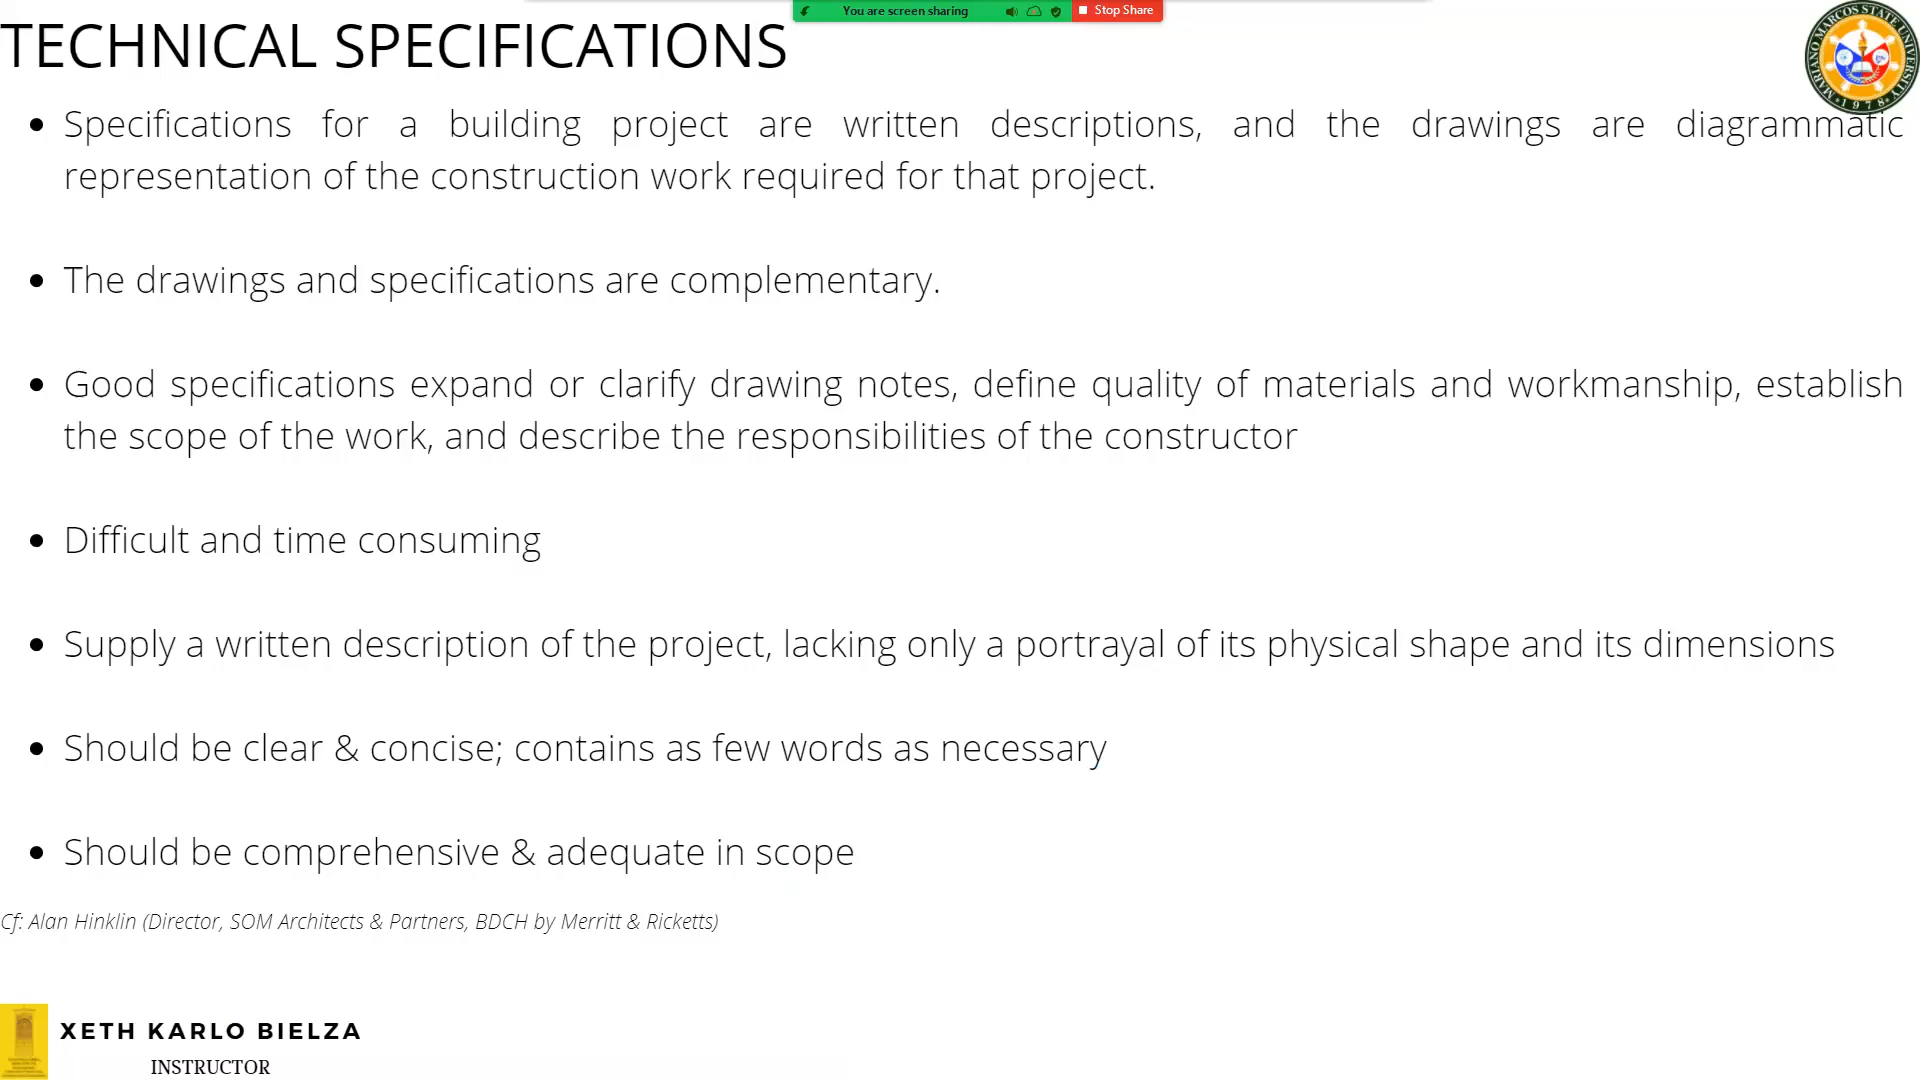 You are screen sharing
Stop Share
TECHNICAL SPECIFICATIONS
MARIANO MARCOS STATE UNIVERSITY
1978
• Specifications for a building project are written descriptions, and the drawings are diagrammatic
representation of the construction work required for that project.
• The drawings and specifications are complementary.
• Good specifications expand or clarify drawing notes, define quality of materials and workmanship, establish
the scope of the work, and describe the responsibilities of the constructor
• Difficult and time consuming
• Supply a written description of the project, lacking only a portrayal of its physical shape and its dimensions
• Should be clear & concise; contains as few words as necessary
• Should be comprehensive & adequate in scope
Cf: Alan Hinklin (Director, SOM Architects & Partners, BDCH by Merritt & Ricketts)
XETH KARLO BIELZA
INSTRUCTOR